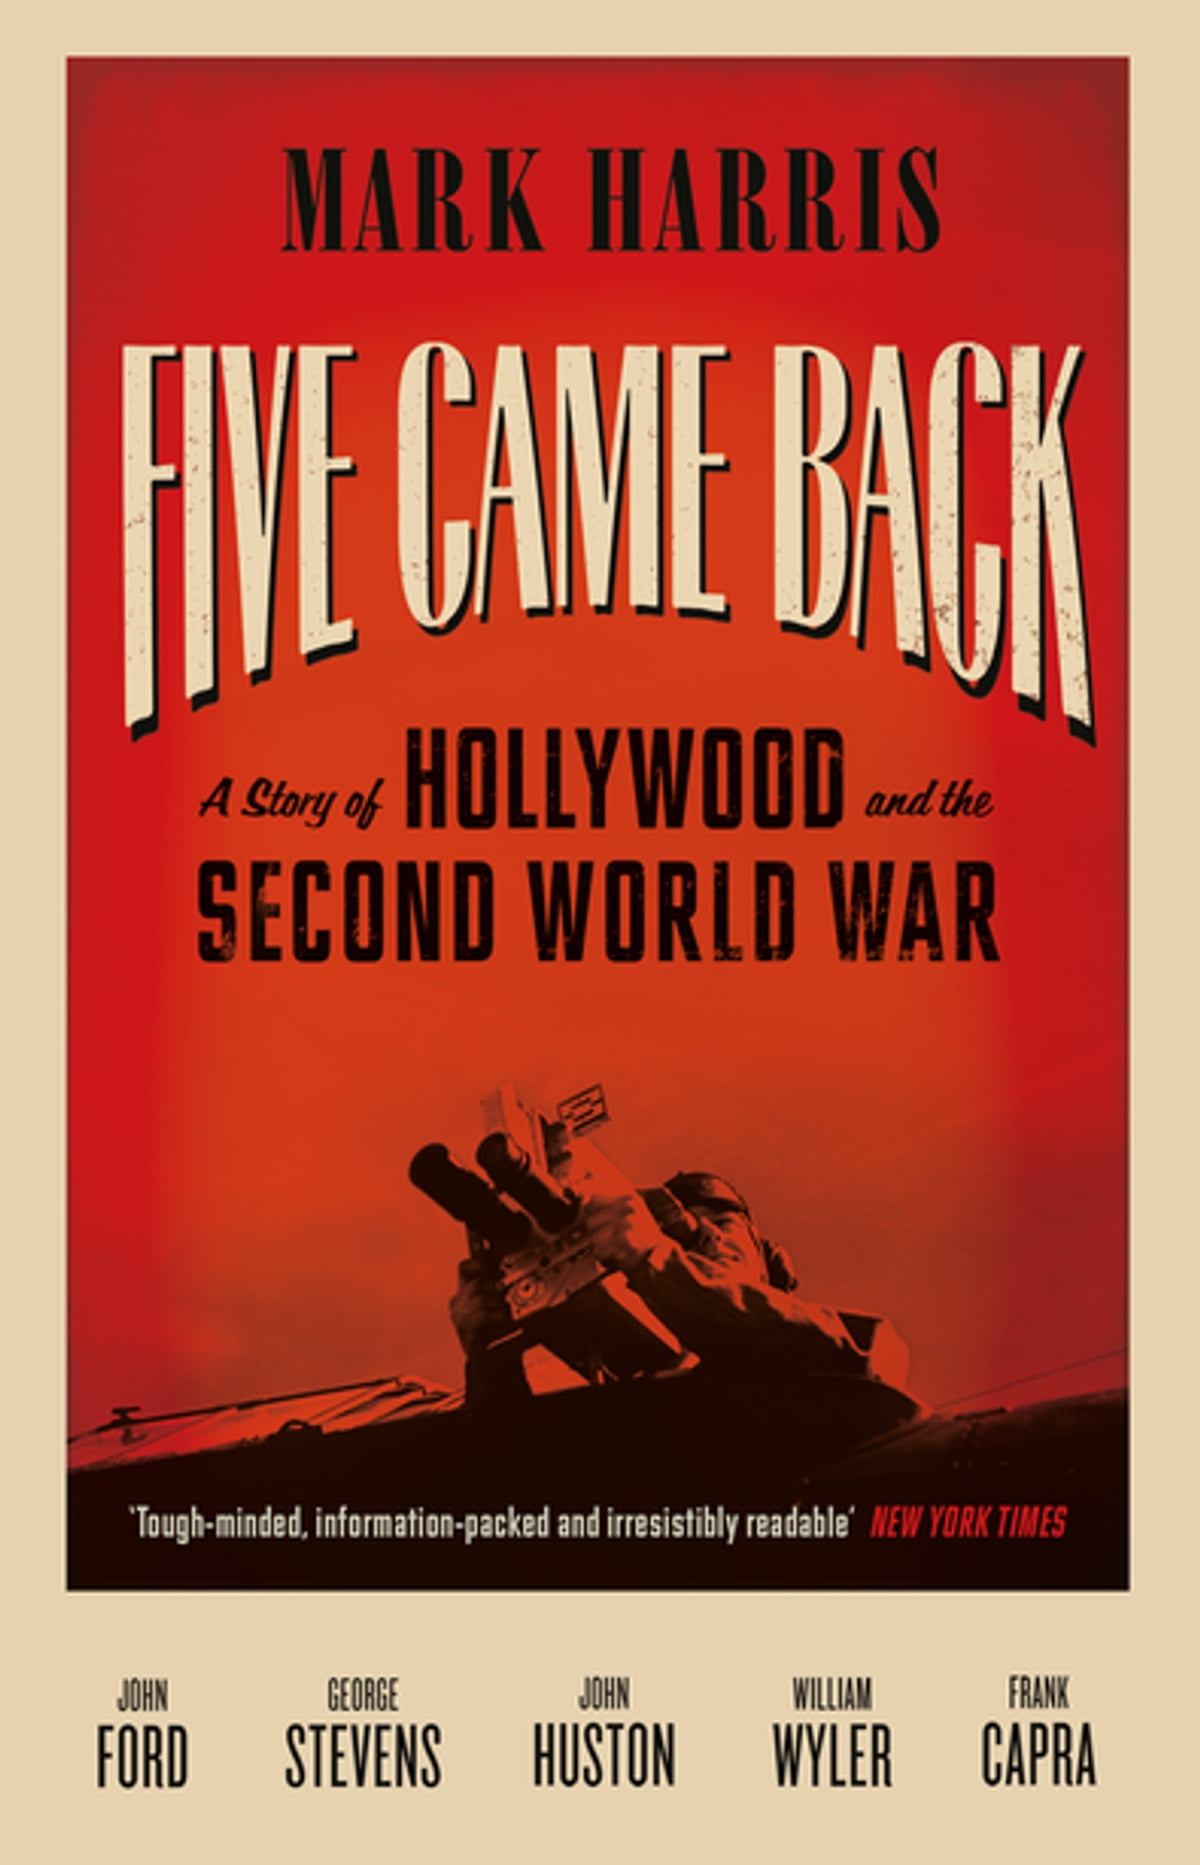 MARK HARRIS
FIVE CAME BACK
A Story of HOLLYWOOD and the
SECOND WORLD WAR
‘Tough-minded, information-packed and irresistibly readable’ NEW YORK TIMES
JOHN FORD
GEORGE STEVENS
JOHN HUSTON
WILLIAM WYLER
FRANK CAPRA